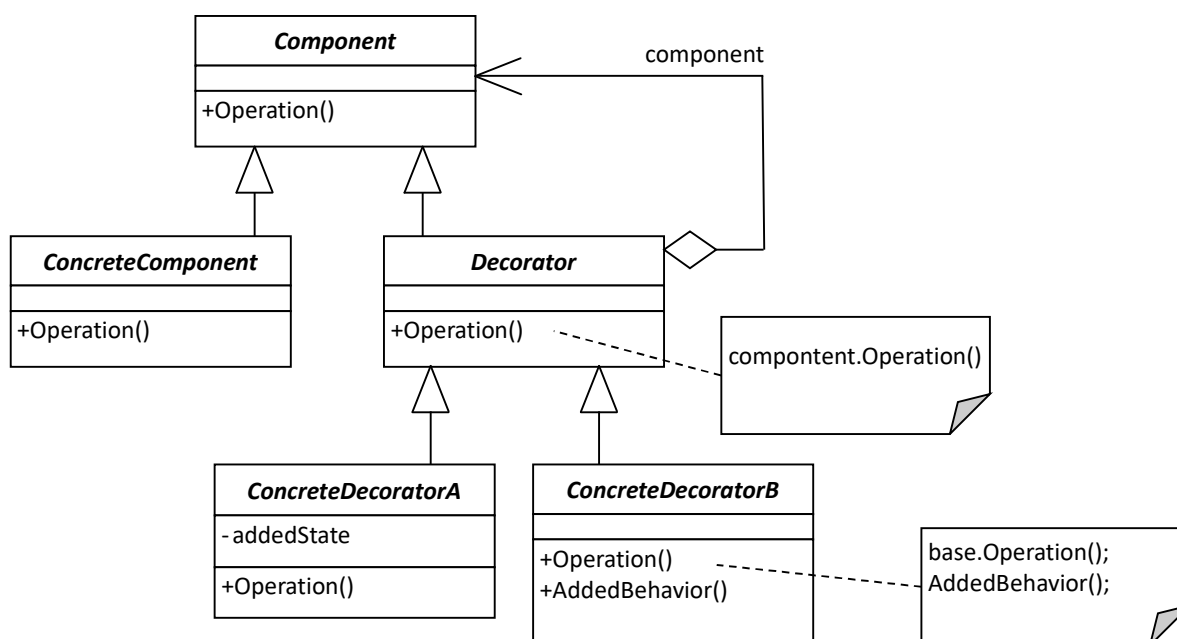 Component
component
+Operation()
ConcreteComponent
+Operation()
Decorator
+Operation()
compontent.Operation()
ConcreteDecoratorA
-addedState
+Operation()
ConcreteDecoratorB
+Operation()
+AddedBehavior()
base.Operation();
AddedBehavior();